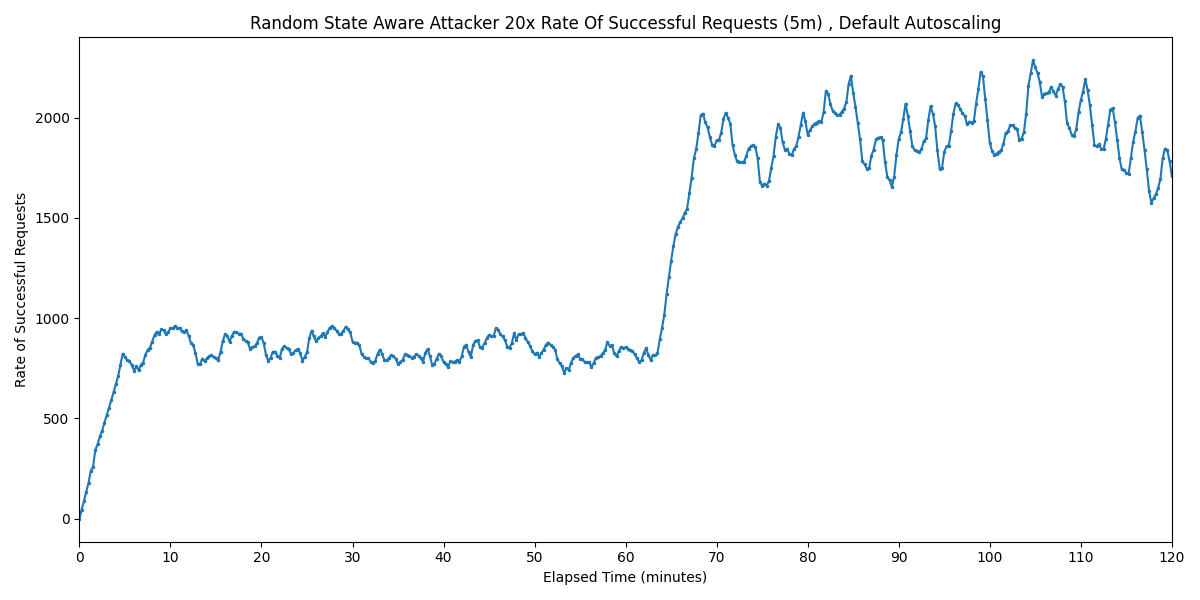 Random State Aware Attacker 20x Rate Of Successful Requests (5m) , Default Autoscaling
Rate of Successful Requests
2000
1500
1000
500
0
0 10 20 30 40 50 60 70 80 90 100 110 120
Elapsed Time (minutes)